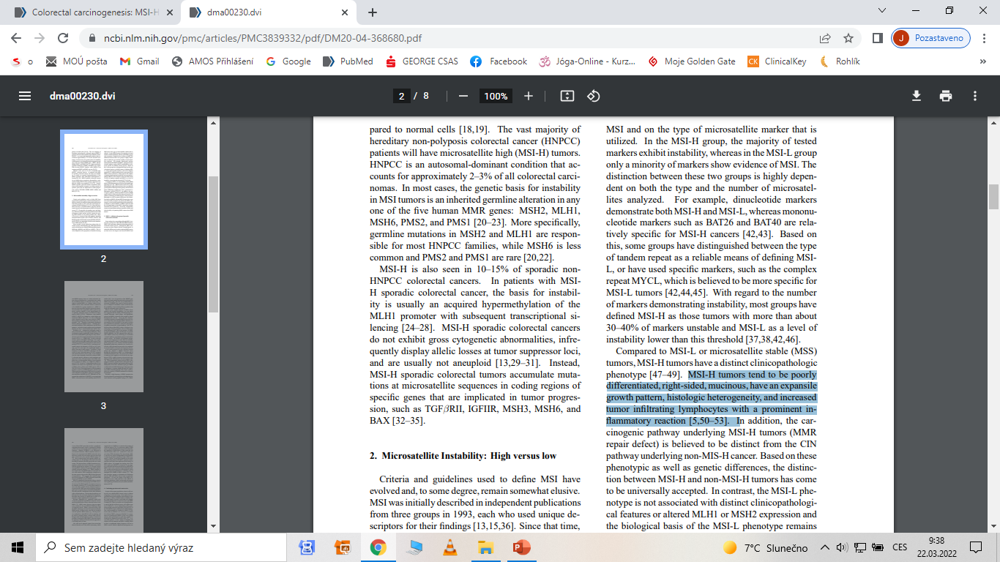 Colorectal carcinogenesis: MSI-H
dma00230.dvi
ncbi.nlm.nih.gov/pmc/articles/PMC3839332/pdf/DM20-04-368680.pdf
J Pozastaveno
S o
MOÚ pošta
Gmail
AMOS Přihlášení
Google
PubMed
GEORGE CSAS
Facebook
Jóga-Online - Kurz...
Moje Golden Gate
CK ClinicalKey
Rohlík
»
dma00230.dvi
2 / 8
100%
2
3
pared to normal cells [18,19]. The vast majority of
hereditary non-polyposis colorectal cancer (HNPCC)
patients will have microsatellite high (MSI-H) tumors.
HNPCC is an autosomal-dominant condition that ac-
counts for approximately 2–3% of all colorectal carci-
nomas. In most cases, the genetic basis for instability
in MSI tumors is an inherited germline alteration in any
one of the five human MMR genes: MSH2, MLH1,
MSH6, PMS2, and PMS1 [20–23]. More specifically,
germline mutations in MSH2 and MLH1 are respon-
sible for most HNPCC families, while MSH6 is less
common and PMS2 and PMS1 are rare [20,22].
MSI-H is also seen in 10–15% of sporadic non-
HNPCC colorectal cancers. In patients with MSI-
H sporadic colorectal cancer, the basis for instabil-
ity is usually an acquired hypermethylation of the
MLH1 promoter with subsequent transcriptional si-
lencing [24–28]. MSI-H sporadic colorectal cancers
do not exhibit gross cytogenetic abnormalities, infre-
quently display allelic losses at tumor suppressor loci,
and are usually not aneuploid [13,29–31]. Instead,
MSI-H sporadic colorectal tumors accumulate muta-
tions at microsatellite sequences in coding regions of
specific genes that are implicated in tumor progres-
sion, such as TGFβRII, IGFIIR, MSH3, MSH6, and
BAX [32–35].
2. Microsatellite Instability: High versus low
Criteria and guidelines used to define MSI have
evolved and, to some degree, remain somewhat elusive.
MSI was initially described in independent publications
from three groups in 1993, each who used unique de-
scriptors for their findings [13,15,36]. Since that time,
MSI and on the type of microsatellite marker that is
utilized. In the MSI-H group, the majority of tested
markers exhibit instability, whereas in the MSI-L group
only a minority of markers show evidence of MSI. The
distinction between these two groups is highly depen-
dent on both the type and the number of microsatel-
lites analyzed. For example, dinucleotide markers
demonstrate both MSI-H and MSI-L, whereas mononu-
cleotide markers such as BAT26 and BAT40 are rela-
tively specific for MSI-H cancers [42,43]. Based on
this, some groups have distinguished between the type
of tandem repeat as a reliable means of defining MSI-
L, or have used specific markers, such as the complex
repeat MYCL, which is believed to be more specific for
MSI-L tumors [42,44,45]. With regard to the number
of markers demonstrating instability, most groups have
defined MSI-H as those tumors with more than about
30–40% of markers unstable and MSI-L as a level of
instability lower than this threshold [37,38,42,46].
Compared to MSI-L or microsatellite stable (MSS)
tumors, MSI-H tumors have a distinct clinicopathologic
phenotype [47–49]. MSI-H tumors tend to be poorly
differentiated, right-sided, mucinous, have an expansile
growth pattern, histologic heterogeneity, and increased
tumor infiltrating lymphocytes with a prominent in-
flammatory reaction [5,50–53]. In addition, the car-
cinogenic pathway underlying MSI-H tumors (MMR
repair defect) is believed to be distinct from the CIN
pathway underlying non-MIS-H cancer. Based on these
phenotypic as well as genetic differences, the distinc-
tion between MSI-H and non-MSI-H tumors has come
to be universally accepted. In contrast, the MSI-L phe-
notype is not associated with distinct clinicopathologi-
cal features or altered MLH1 or MSH2 expression and
the biological basis of the MSI-L phenotype remains
Sem zadejte hledaný výraz
7°C Slunečno
CES
9:38
22.03.2022